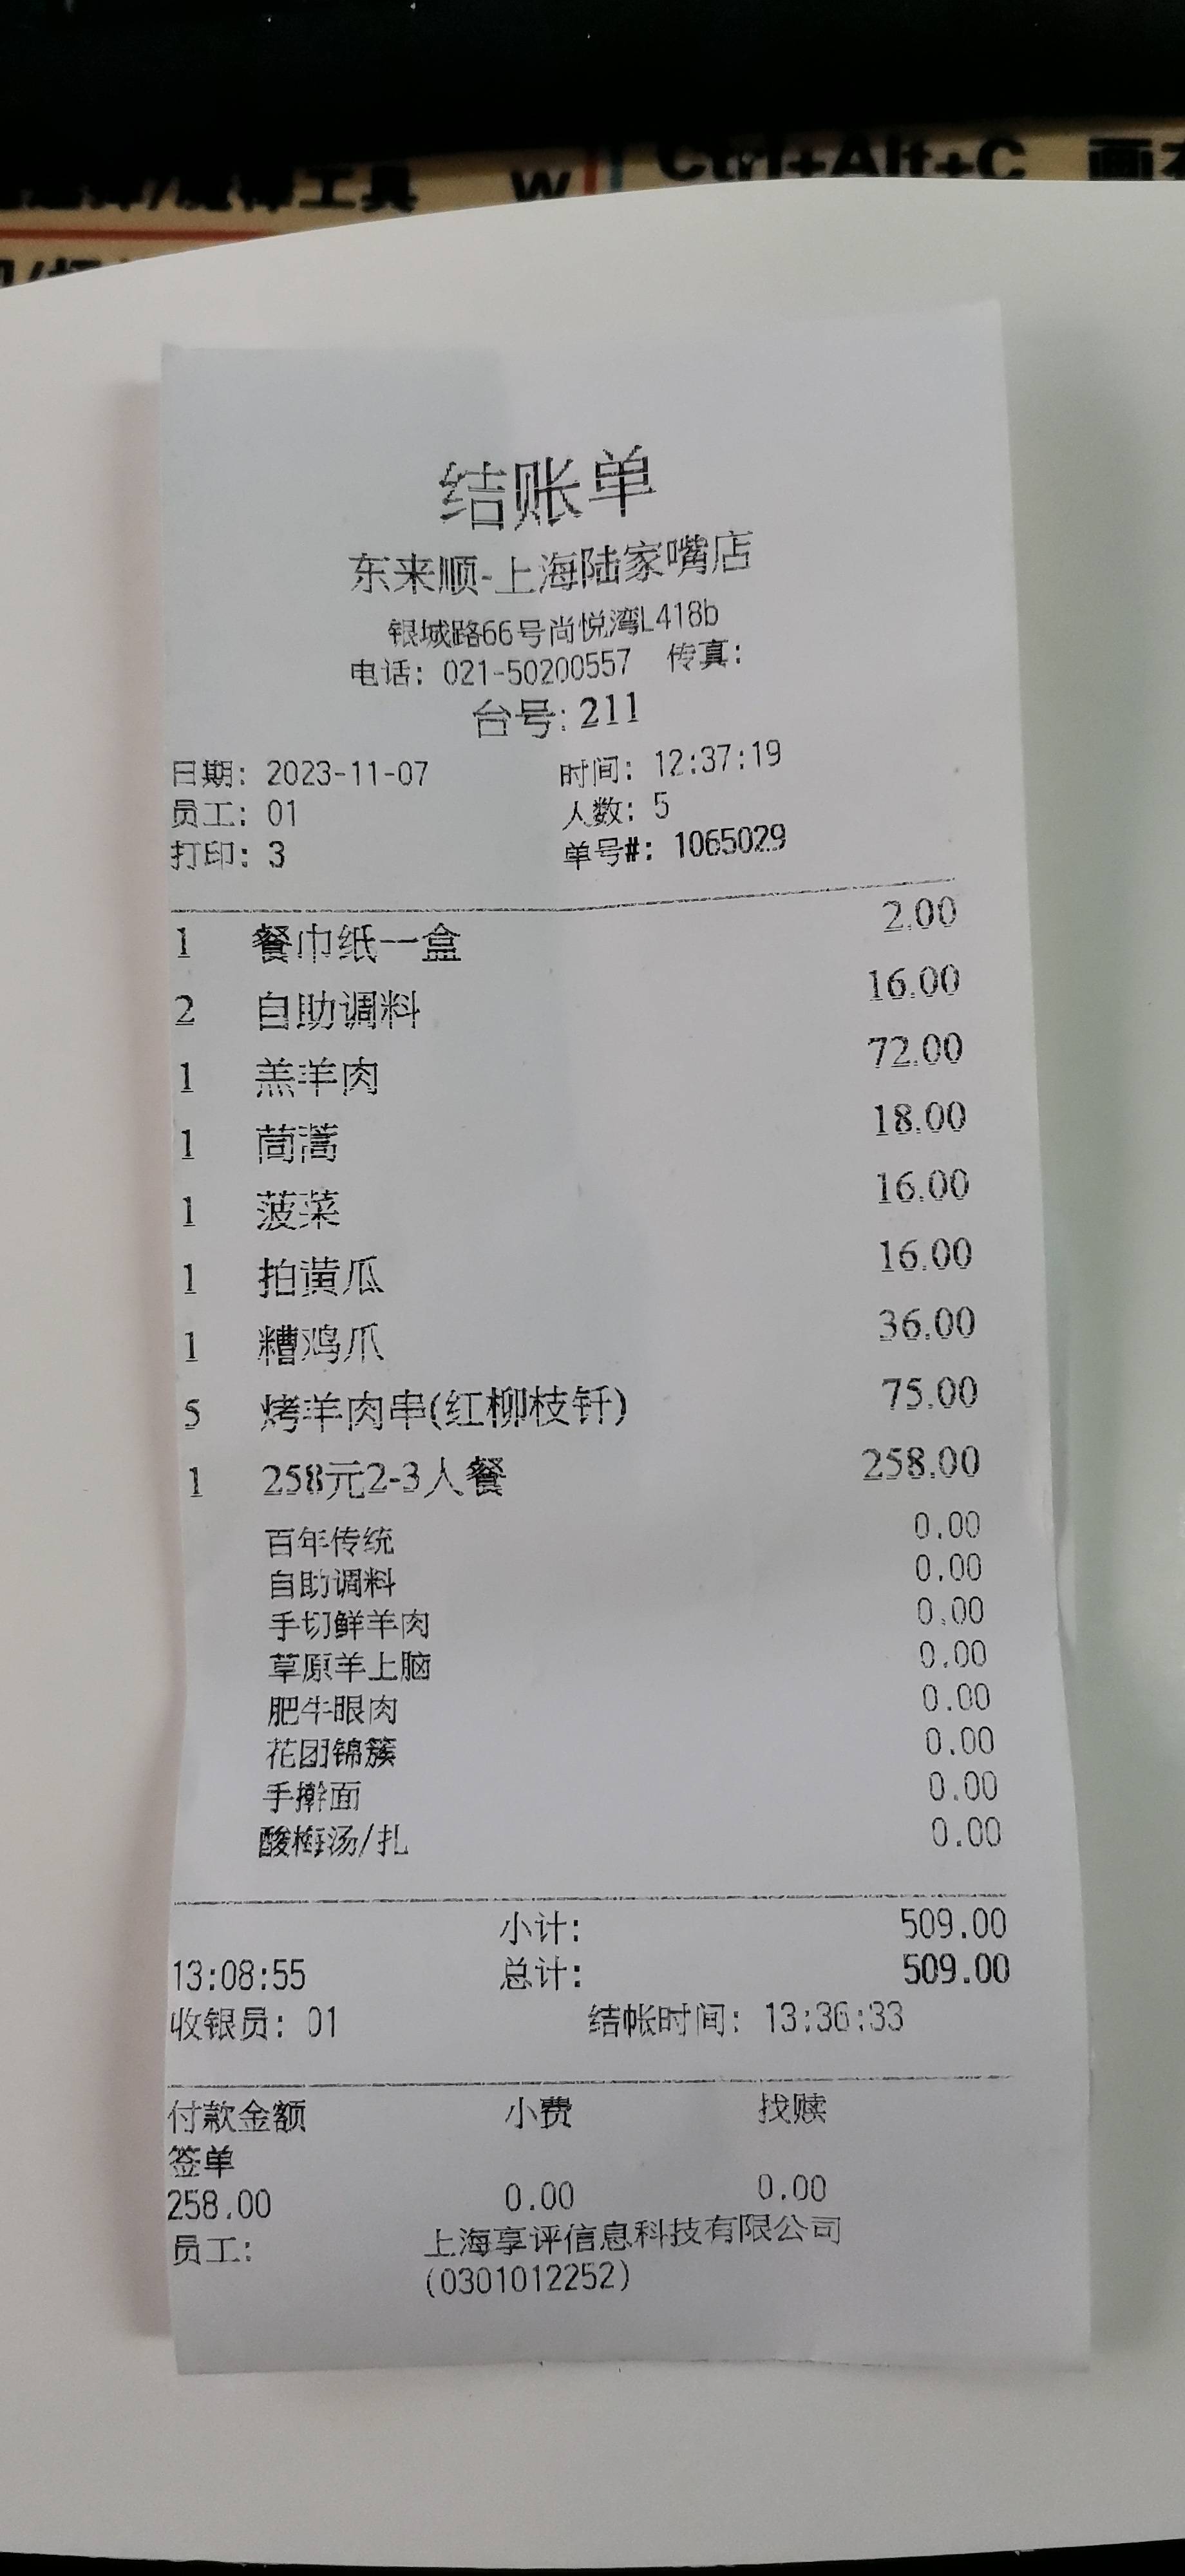 工具 W Ctrl+Alt+C
结账单
东来顺-上海陆家嘴店
银城路66号尚悦湾L418b
电话: 021-50200557 传真:
台号: 211
日期: 2023-11-07 时间: 12:37:19
员工: 01 人数: 5
打印: 3 单号#: 1065029
1 餐巾纸一盒 2.00
2 自助调料 16.00
1 羔羊肉 72.00
1 茼蒿 18.00
1 菠菜 16.00
1 拍黄瓜 16.00
1 糟鸡爪 36.00
5 烤羊肉串(红柳枝钎) 75.00
1 258元2-3人餐 258.00
百年传统 0.00
自助调料 0.00
手切鲜羊肉 0.00
草原羊上脑 0.00
肥牛眼肉 0.00
花团锦簇 0.00
手擀面 0.00
酸梅汤/扎 0.00
小计: 509.00
13:08:55 总计: 509.00
收银员: 01 结帐时间: 13:36:33
付款金额 小费 找赎
签单
258.00 0.00 0.00
员工: 上海享评信息科技有限公司
(0301012252)